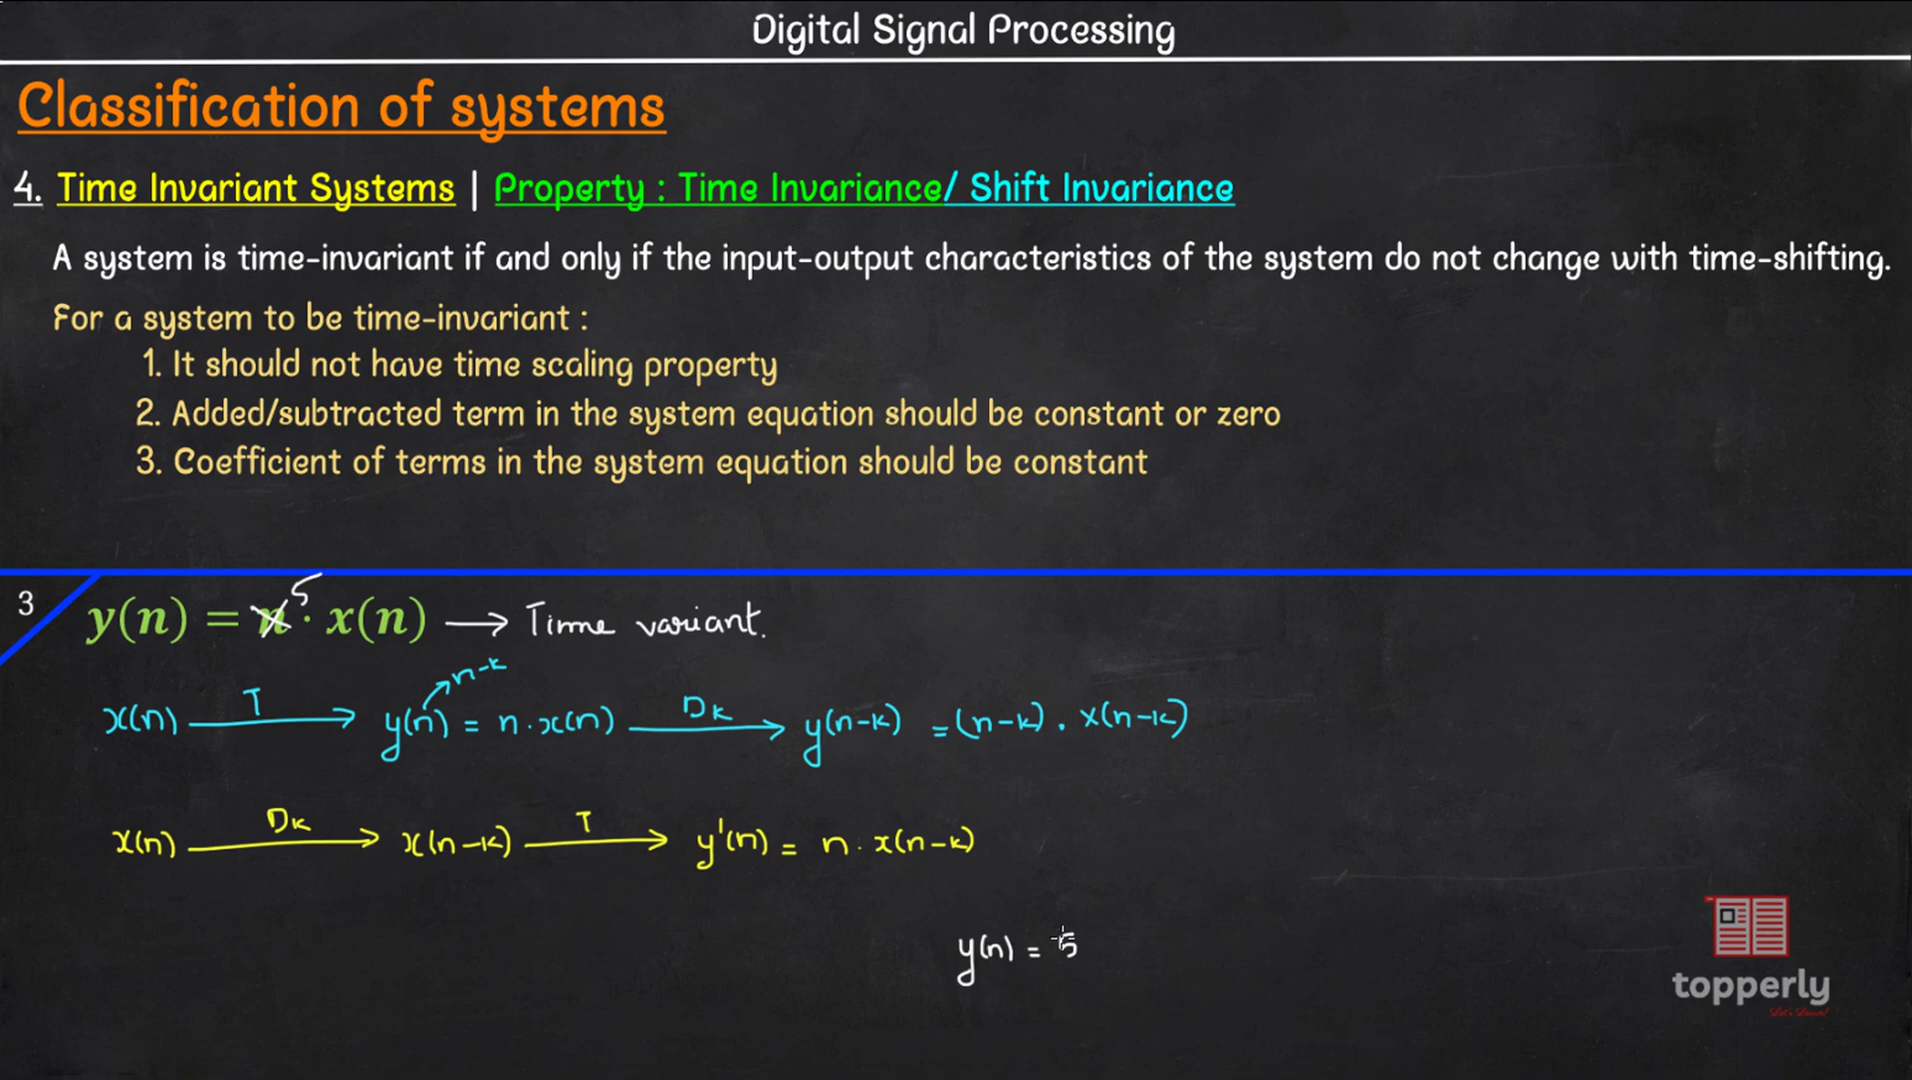 Digital Signal Processing
Classification of systems
4. Time Invariant Systems | Property : Time Invariance/ Shift Invariance
A system is time-invariant if and only if the input-output characteristics of the system do not change with time-shifting.
For a system to be time-invariant :
1. It should not have time scaling property
2. Added/subtracted term in the system equation should be constant or zero
3. Coefficient of terms in the system equation should be constant
3
5
y(n) = n · x(n) → Time variant.
n-k
x(n) T → y(n) = n · x(n) DK → y(n-k) = (n-k) . x(n-k)
x(n) DK → x(n-k) T → y'(n) = n · x(n-k)
y(n) = 5
topperly